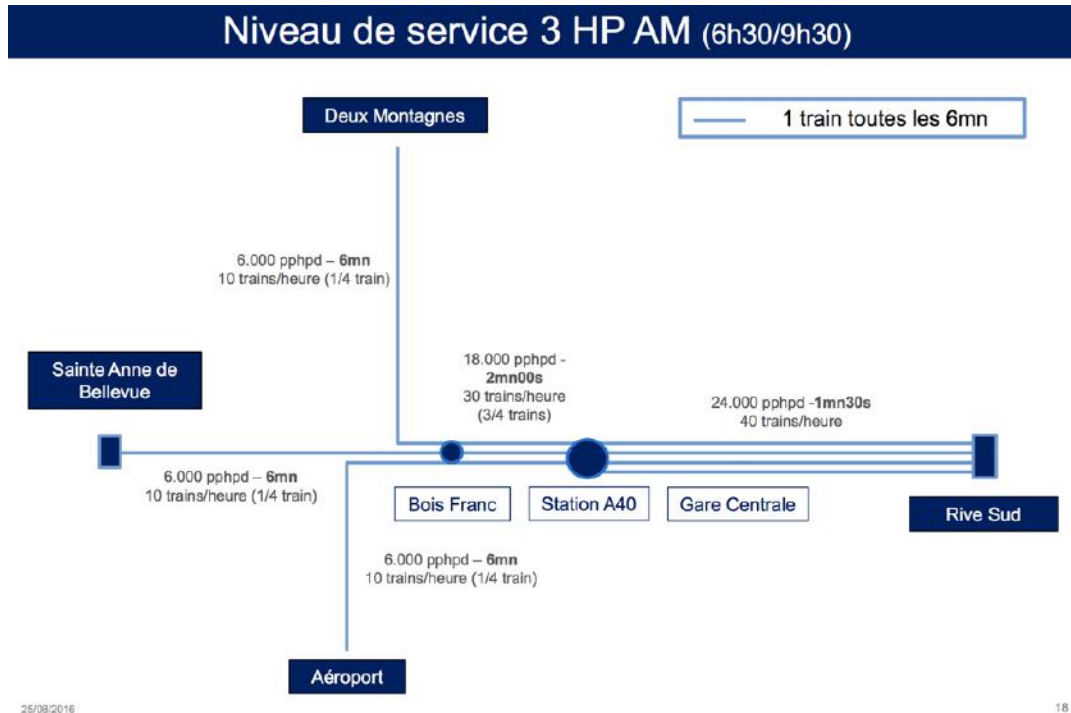 Niveau de service 3 HP AM (6h30/9h30)
Deux Montagnes
1 train toutes les 6mn
6.000 pphpd – 6mn
10 trains/heure (1/4 train)
Sainte Anne de
Bellevue
18.000 pphpd -
2mn00s
30 trains/heure
(3/4 trains)
24.000 pphpd -1mn30s
40 trains/heure
6.000 pphpd – 6mn
10 trains/heure (1/4 train)
Bois Franc
Station A40
Gare Centrale
Rive Sud
6.000 pphpd – 6mn
10 trains/heure (1/4 train)
Aéroport
25/08/2016
18